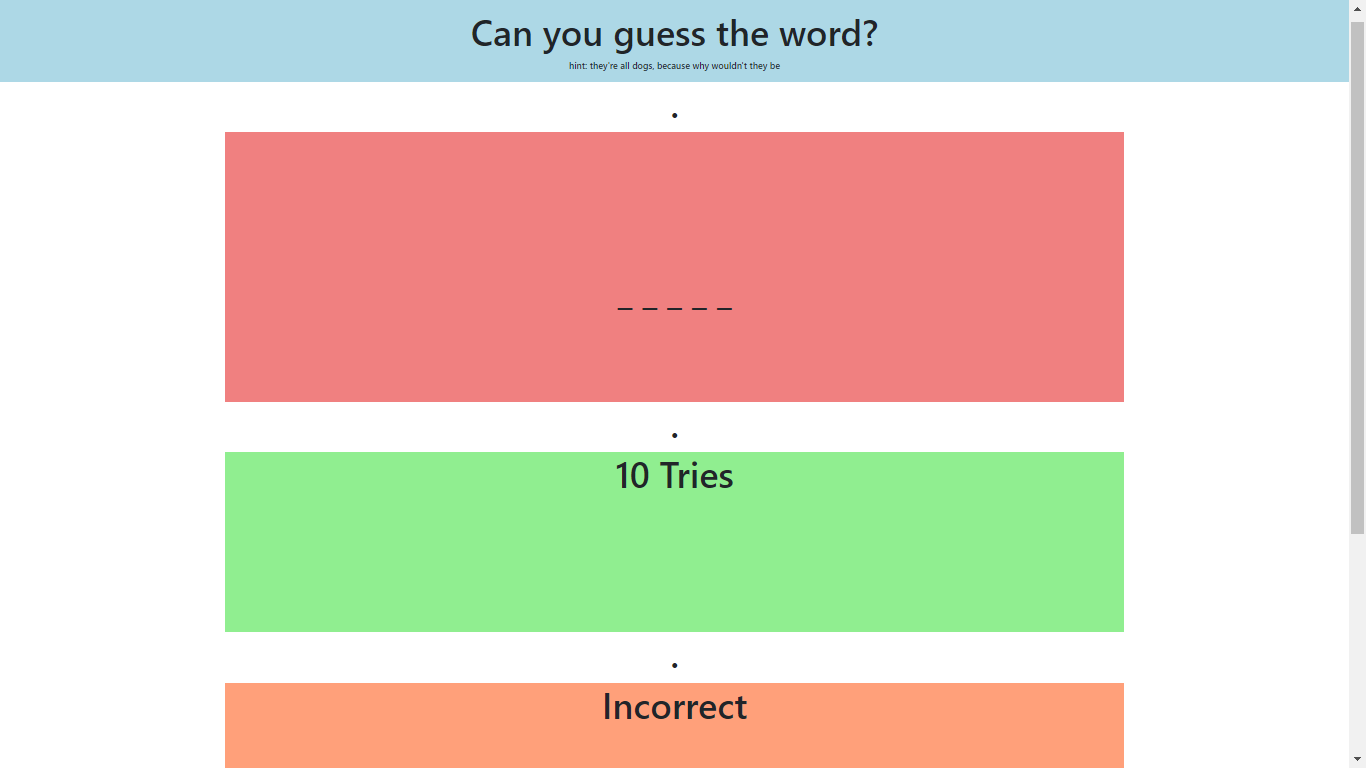 Can you guess the word?
hint: they're all dogs, because why wouldn't they be
•
_ _ _ _ _
•
10 Tries
•
Incorrect